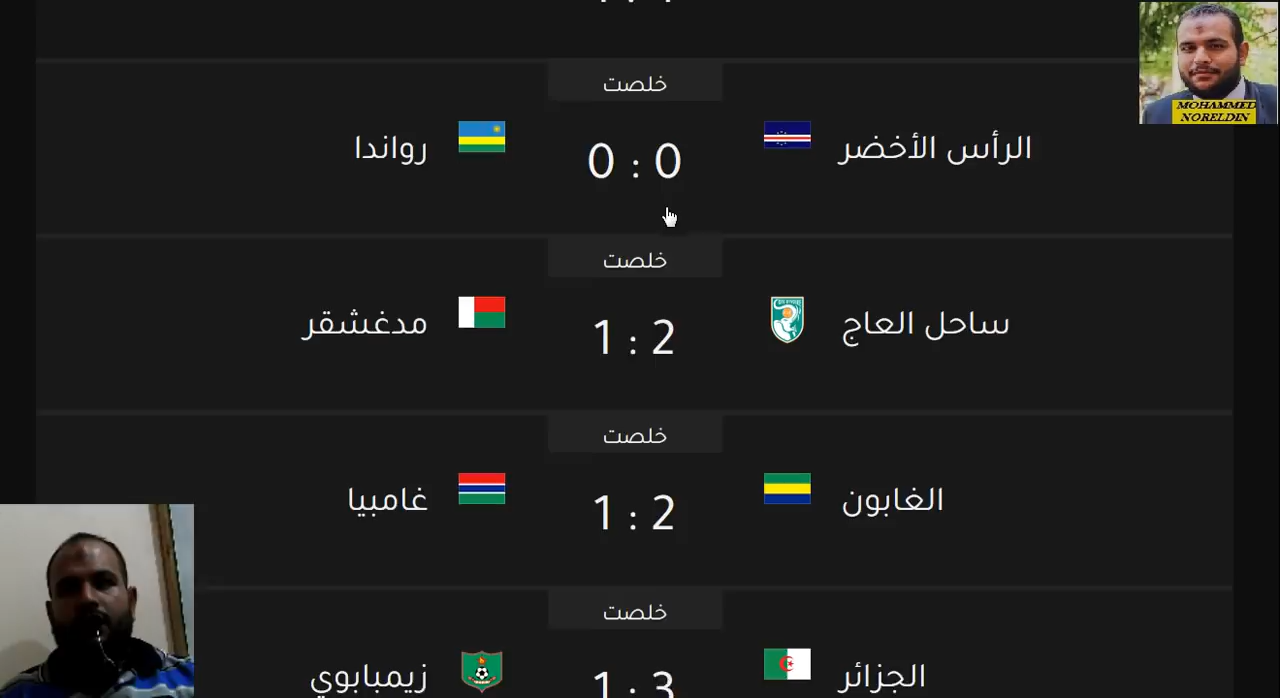 خلصت
MOHAMMED
NORELDIN
الرأس الأخضر 0 : 0 رواندا
خلصت
ساحل العاج 2 : 1 مدغشقر
خلصت
الغابون 2 : 1 غامبيا
خلصت
الجزائر 3 : 1 زيمبابوي